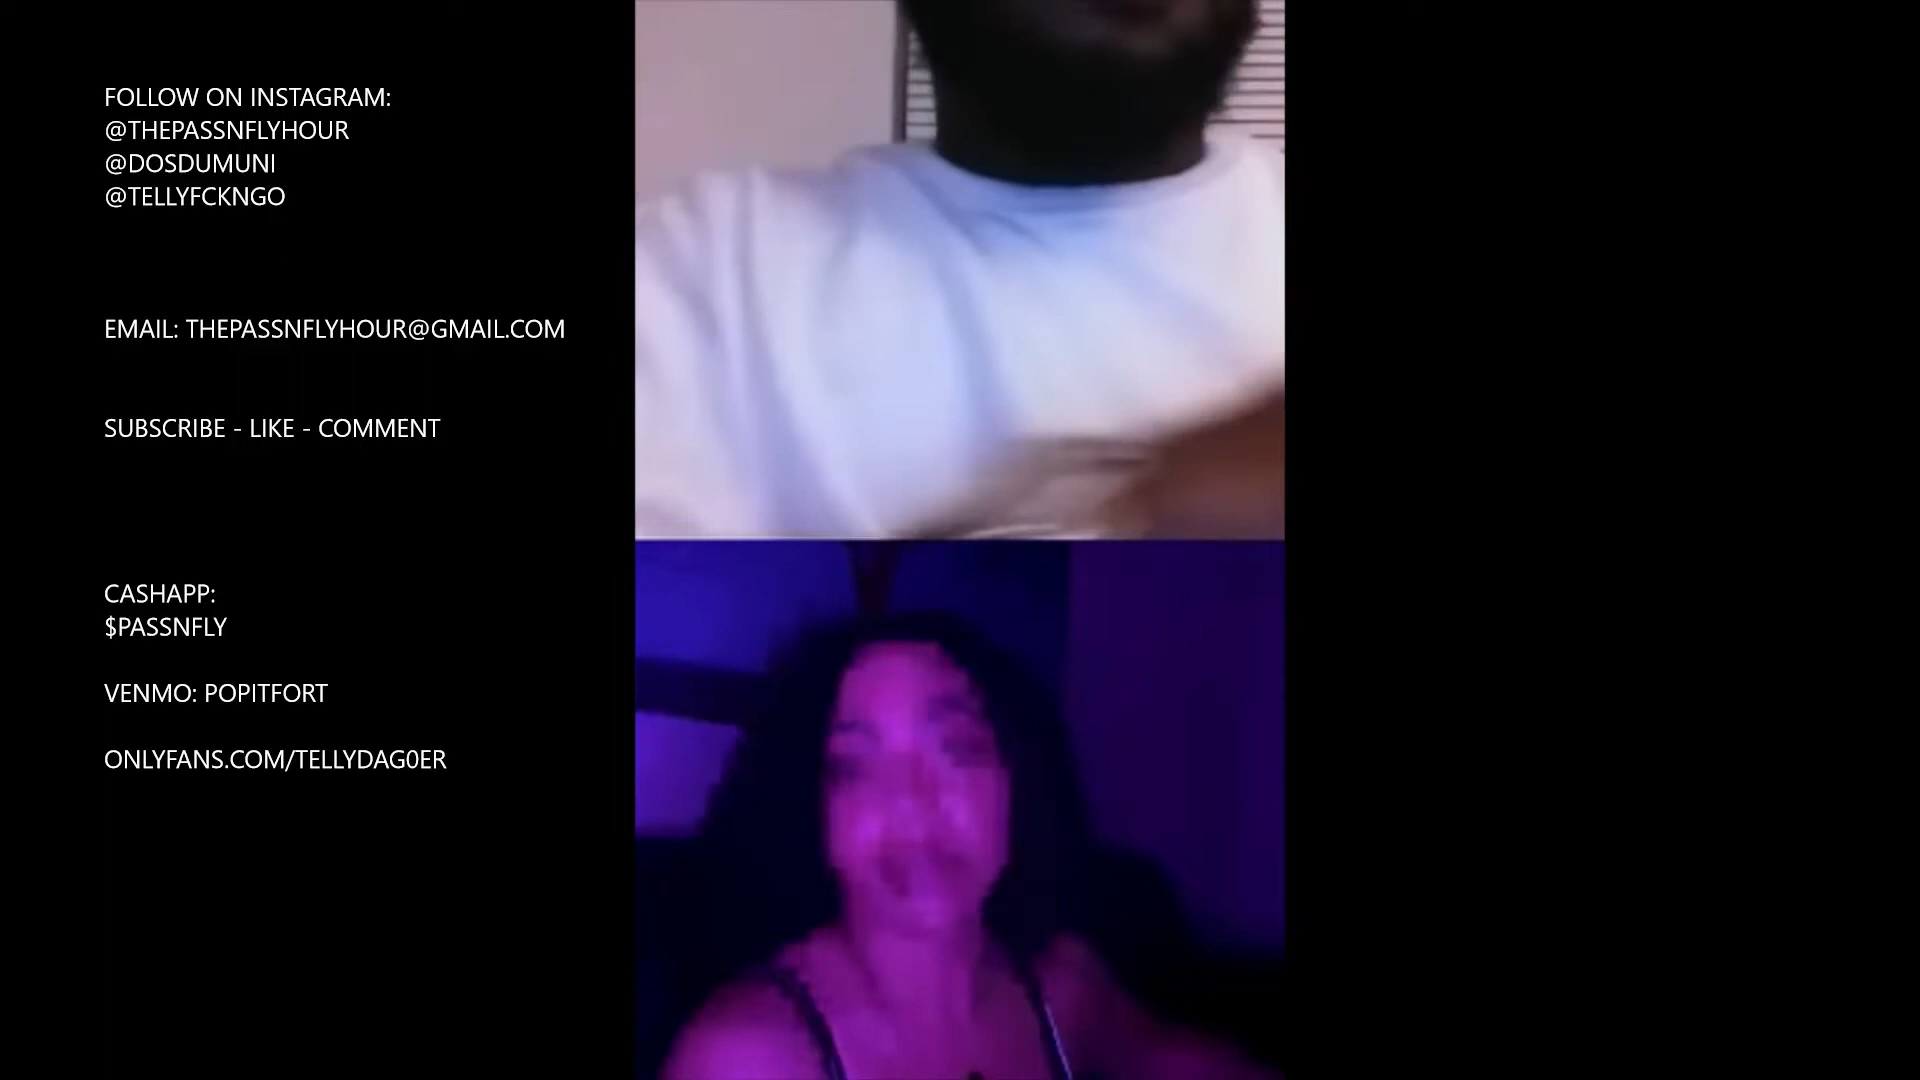 FOLLOW ON INSTAGRAM:
@THEPASSNFLYHOUR
@DOSDUMUNI
@TELLYFCKNGO
EMAIL: THEPASSNFLYHOUR@GMAIL.COM
SUBSCRIBE - LIKE - COMMENT
CASHAPP:
$PASSNFLY
VENMO: POPITFORT
ONLYFANS.COM/TELLYDAG0ER